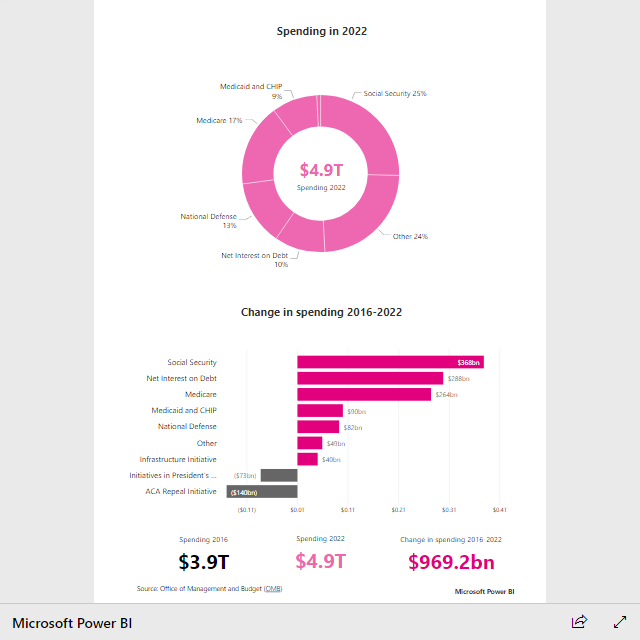 Spending in 2022
Medicaid and CHIP
9%
Social Security 25%
Medicare 17%
$4.9T
Spending 2022
National Defense
13%
Other 24%
Net Interest on Debt
10%
Change in spending 2016-2022
Social Security
$368bn
Net Interest on Debt
$288bn
Medicare
$264bn
Medicaid and CHIP
$90bn
National Defense
$82bn
Other
$49bn
Infrastructure Initiative
$40bn
Initiatives in President's ...
($73bn)
ACA Repeal Initiative
($140bn)
($0.1T) $0.0T $0.1T $0.2T $0.3T $0.4T
Spending 2016 Spending 2022 Change in spending 2016-2022
$3.9T $4.9T $969.2bn
Source: Office of Management and Budget (OMB)
Microsoft Power BI
Microsoft Power BI